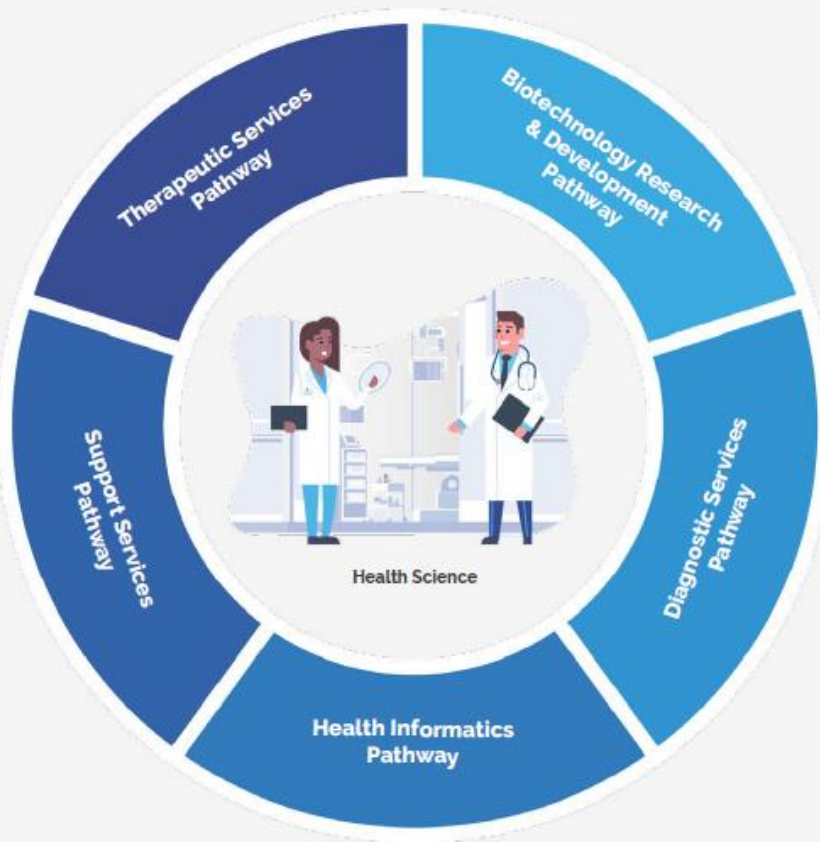 Therapeutic Services
Pathway
Biotechnology Research
& Development
Pathway
Diagnostic Services
Pathway
Health Informatics
Pathway
Support Services
Pathway
Health Science